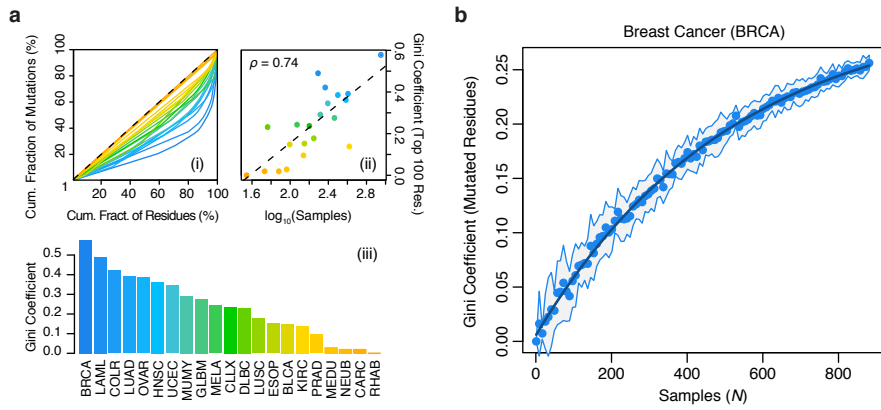 a
100
80
60
40
20
1
Cum. Fraction of Mutations (%)
20 40 60 80 100
Cum. Fract. of Residues (%)
(i)
ρ = 0.74
(ii)
1.6 2.0 2.4 2.8
log10(Samples)
0.6
0.4
0.2
0.0
Gini Coefficient (Top 100 Res.)
(iii)
0.5
0.4
0.3
0.2
0.1
0.0
Gini Coefficient
BRCA
LAML
COLR
LUAD
OVAR
HNSC
UCEC
MUMY
GLBM
MELA
CLLX
DLBC
LUSC
ESOP
BLCA
KIRC
PRAD
MEDU
NEUB
CARC
RHAB
b
Breast Cancer (BRCA)
0.25
0.20
0.15
0.10
0.05
0.00
Gini Coefficient (Mutated Residues)
0 200 400 600 800
Samples (N)